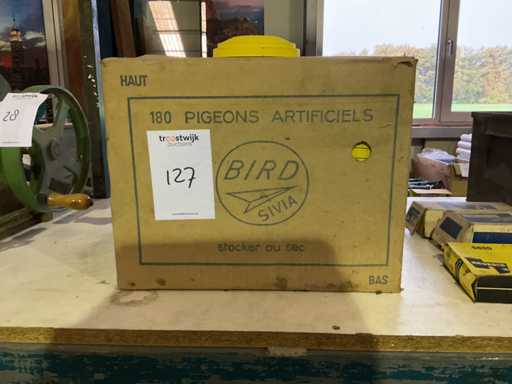 HAUT
180 PIGEONS ARTIFICIELS
troostwijk
auctions
127
BIRD
SIVIA
stocker au sec
BAS
28